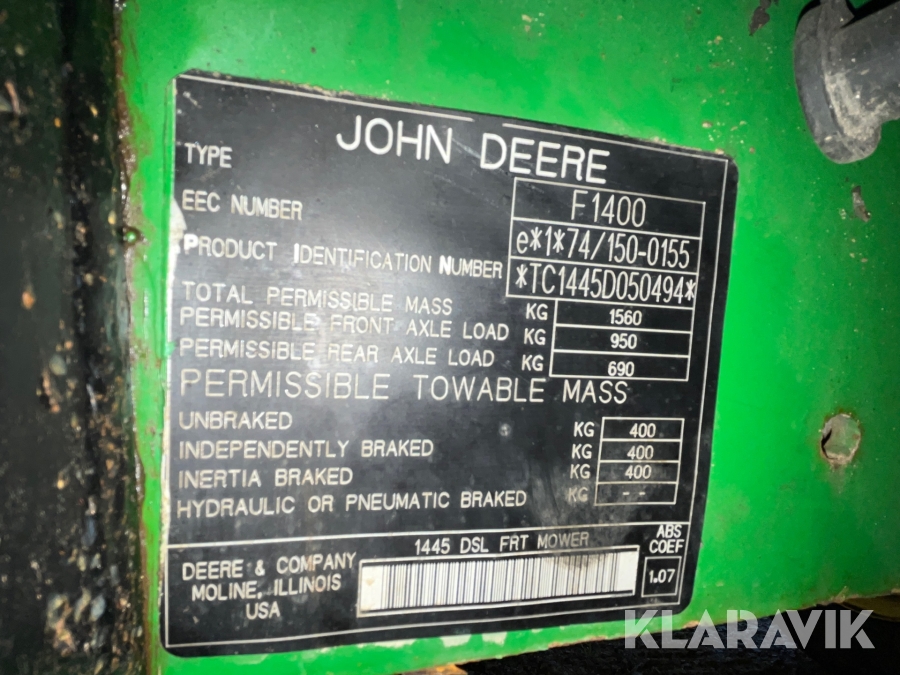 JOHN DEERE
TYPE F1400
EEC NUMBER e*1*74/150-0155
PRODUCT IDENTIFICATION NUMBER *TC1445D050494*
TOTAL PERMISSIBLE MASS KG 1560
PERMISSIBLE FRONT AXLE LOAD KG 950
PERMISSIBLE REAR AXLE LOAD KG 690
PERMISSIBLE TOWABLE MASS
UNBRAKED KG 400
INDEPENDENTLY BRAKED KG 400
INERTIA BRAKED KG 400
HYDRAULIC OR PNEUMATIC BRAKED KG - -
1445 DSL FRT MOWER
ABS
COEF
1.07
DEERE & COMPANY
MOLINE, ILLINOIS
USA
KLARAVIK